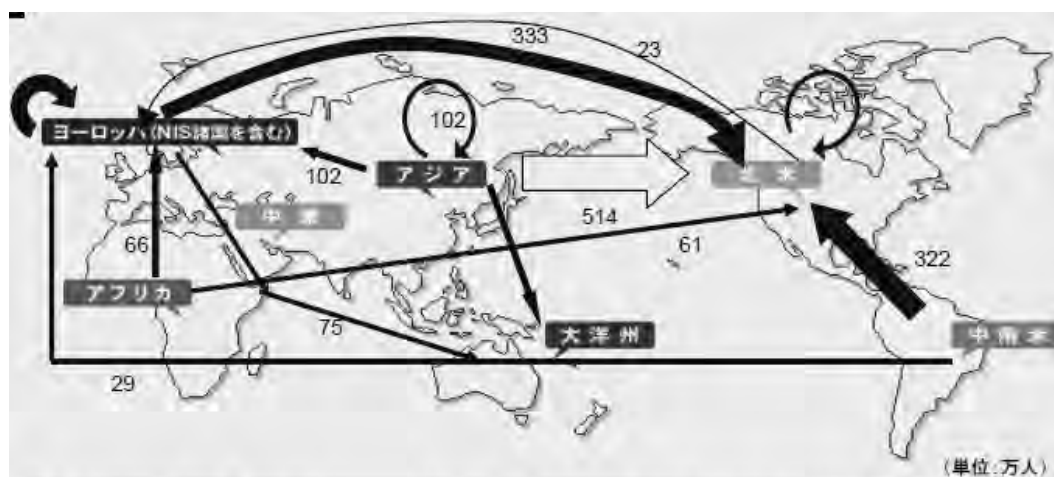 333
23
ヨーロッパ(NIS諸国を含む)
102
アジア
102
北米
中東
514
66
61
アフリカ
322
75
大洋州
中南米
29
(単位:万人)